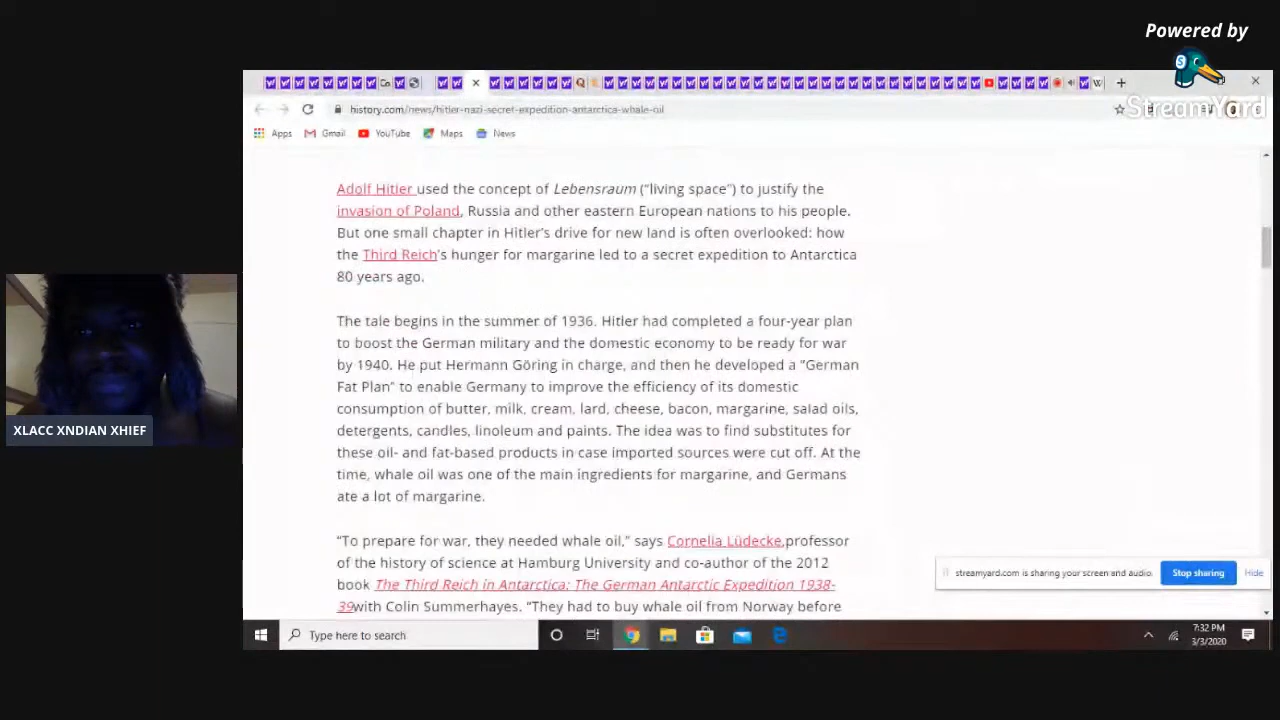 Powered by
StreamYard
history.com/news/hitler-nazi-secret-expedition-antarctica-whale-oil
Apps Gmail YouTube Maps News
Adolf Hitler used the concept of Lebensraum (“living space”) to justify the
invasion of Poland, Russia and other eastern European nations to his people.
But one small chapter in Hitler’s drive for new land is often overlooked: how
the Third Reich’s hunger for margarine led to a secret expedition to Antarctica
80 years ago.
The tale begins in the summer of 1936. Hitler had completed a four-year plan
to boost the German military and the domestic economy to be ready for war
by 1940. He put Hermann Göring in charge, and then he developed a “German
Fat Plan” to enable Germany to improve the efficiency of its domestic
consumption of butter, milk, cream, lard, cheese, bacon, margarine, salad oils,
detergents, candles, linoleum and paints. The idea was to find substitutes for
these oil- and fat-based products in case imported sources were cut off. At the
time, whale oil was one of the main ingredients for margarine, and Germans
ate a lot of margarine.
“To prepare for war, they needed whale oil,” says Cornelia Lüdecke,professor
of the history of science at Hamburg University and co-author of the 2012
book The Third Reich in Antarctica: The German Antarctic Expedition 1938-
39with Colin Summerhayes. “They had to buy whale oil from Norway before
XLACC XNDIAN XHIEF
streamyard.com is sharing your screen and audio. Stop sharing Hide
Type here to search
7:32 PM
3/3/2020